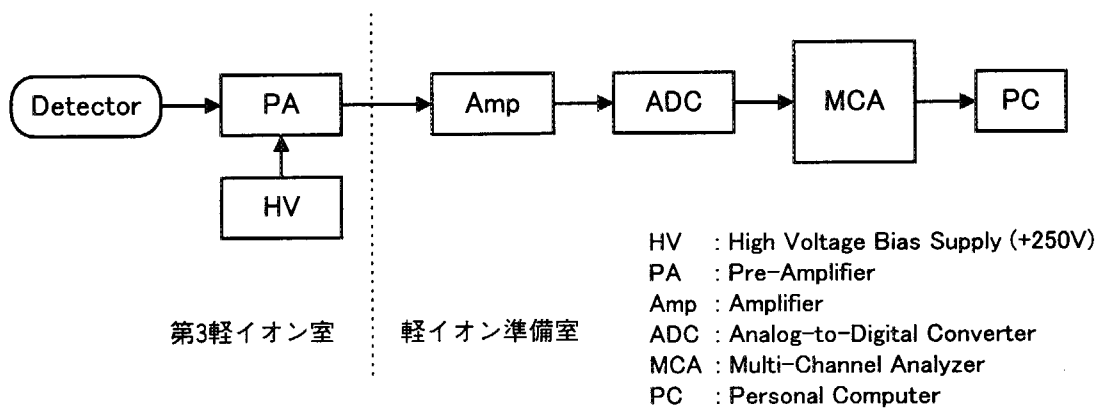 Detector
PA
Amp
ADC
MCA
PC
HV
第3軽イオン室
軽イオン準備室
HV : High Voltage Bias Supply (+250V)
PA : Pre-Amplifier
Amp : Amplifier
ADC : Analog-to-Digital Converter
MCA : Multi-Channel Analyzer
PC : Personal Computer